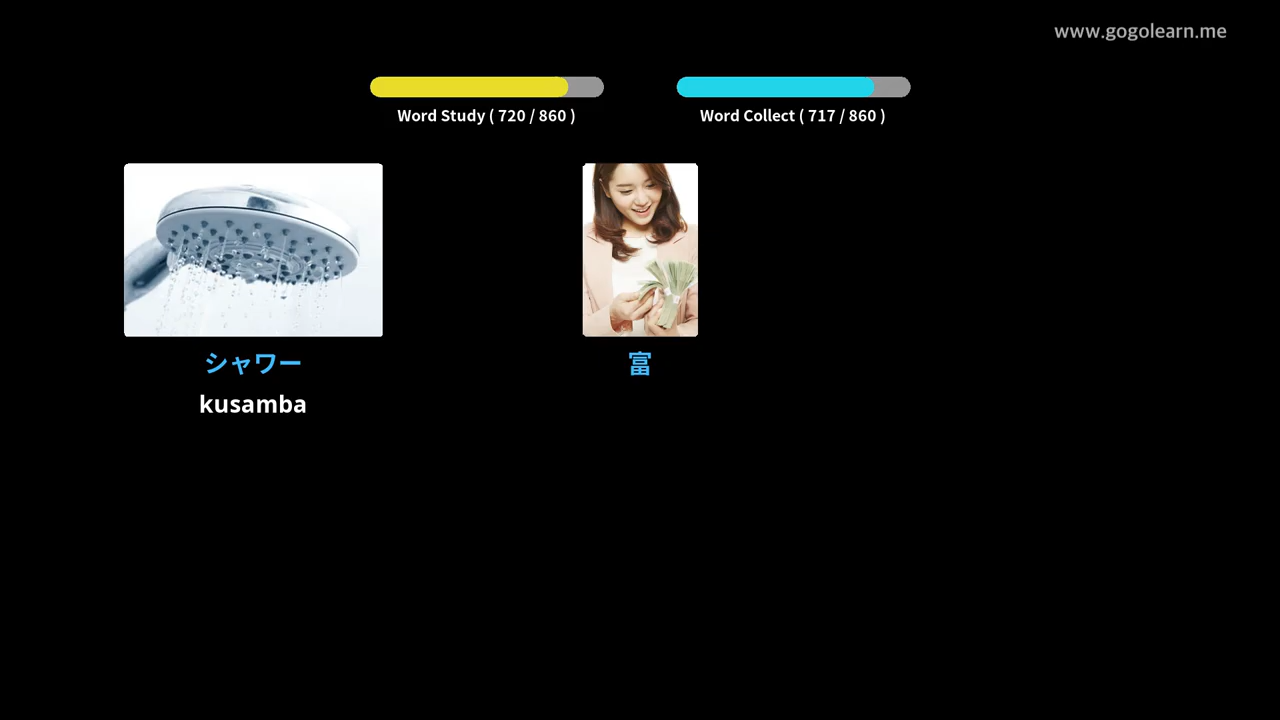 www.gogolearn.me
Word Study ( 720 / 860 )
Word Collect ( 717 / 860 )
シャワー
kusamba
富